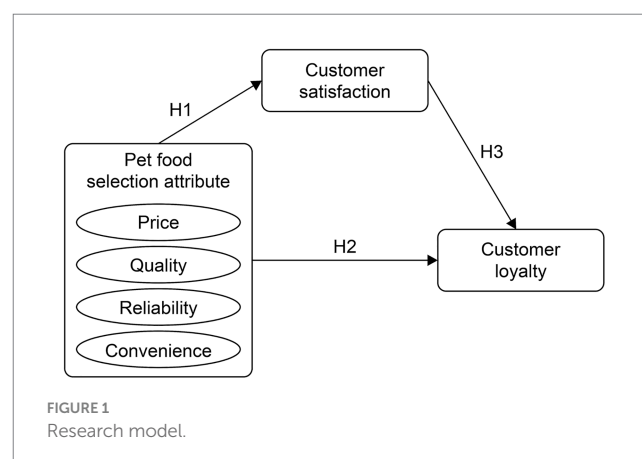 Customer
satisfaction
H1
H3
Pet food
selection attribute
Price
Quality
Reliability
Convenience
H2
Customer
loyalty
FIGURE 1
Research model.